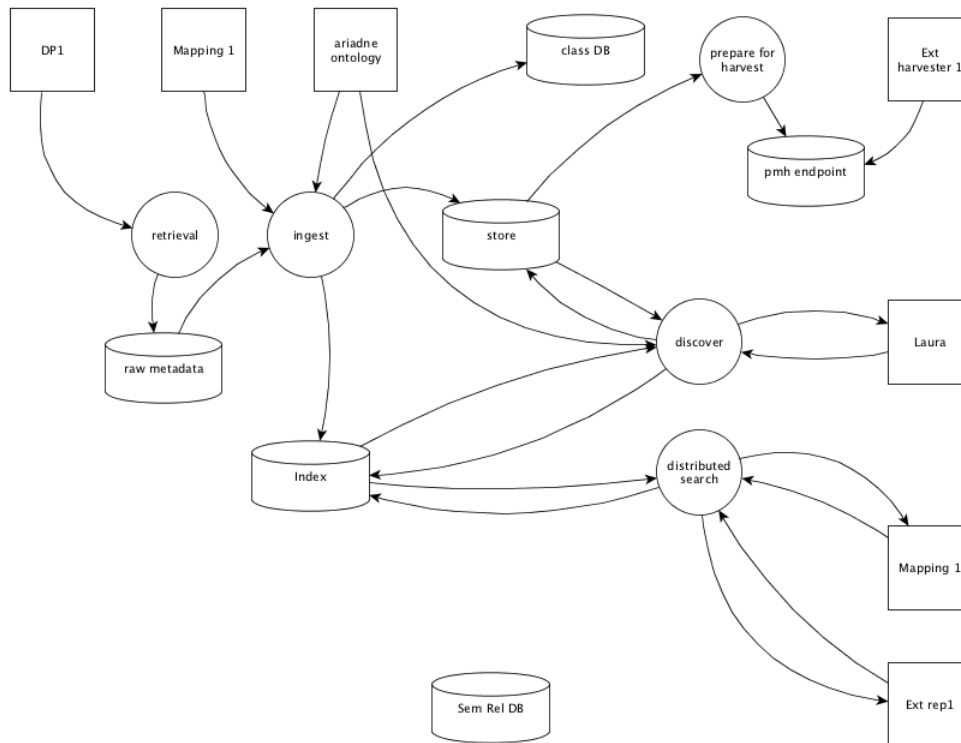 DP1
Mapping 1
ariadne
ontology
class DB
prepare for
harvest
Ext
harvester 1
pmh endpoint
retrieval
ingest
store
raw metadata
discover
Laura
Index
distributed
search
Mapping 1
Ext rep1
Sem Rel DB